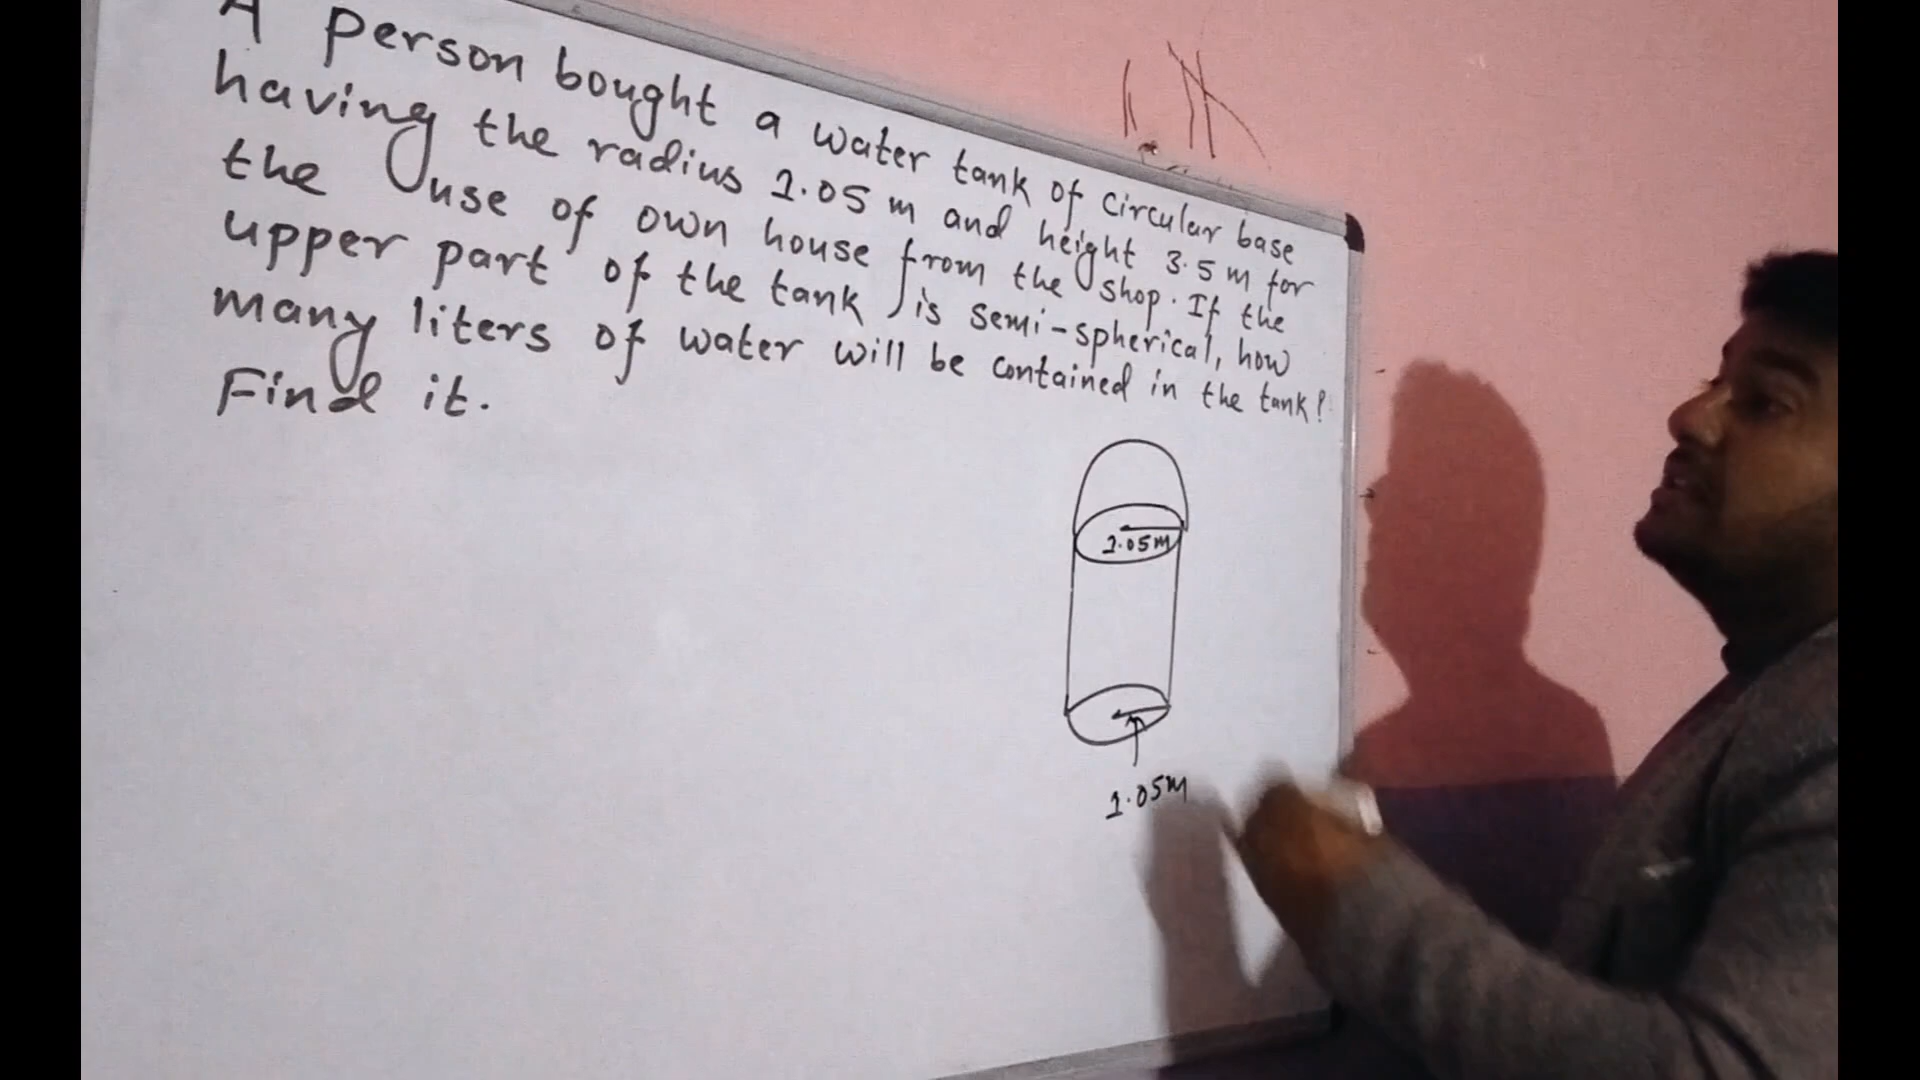 A person bought a water tank of circular base
having the radius 1.05 m and height 3.5 m for
the use of own house from the shop. If the
upper part of the tank is semi-spherical, how
many liters of water will be contained in the tank?
Find it.
1.05m
1.05m